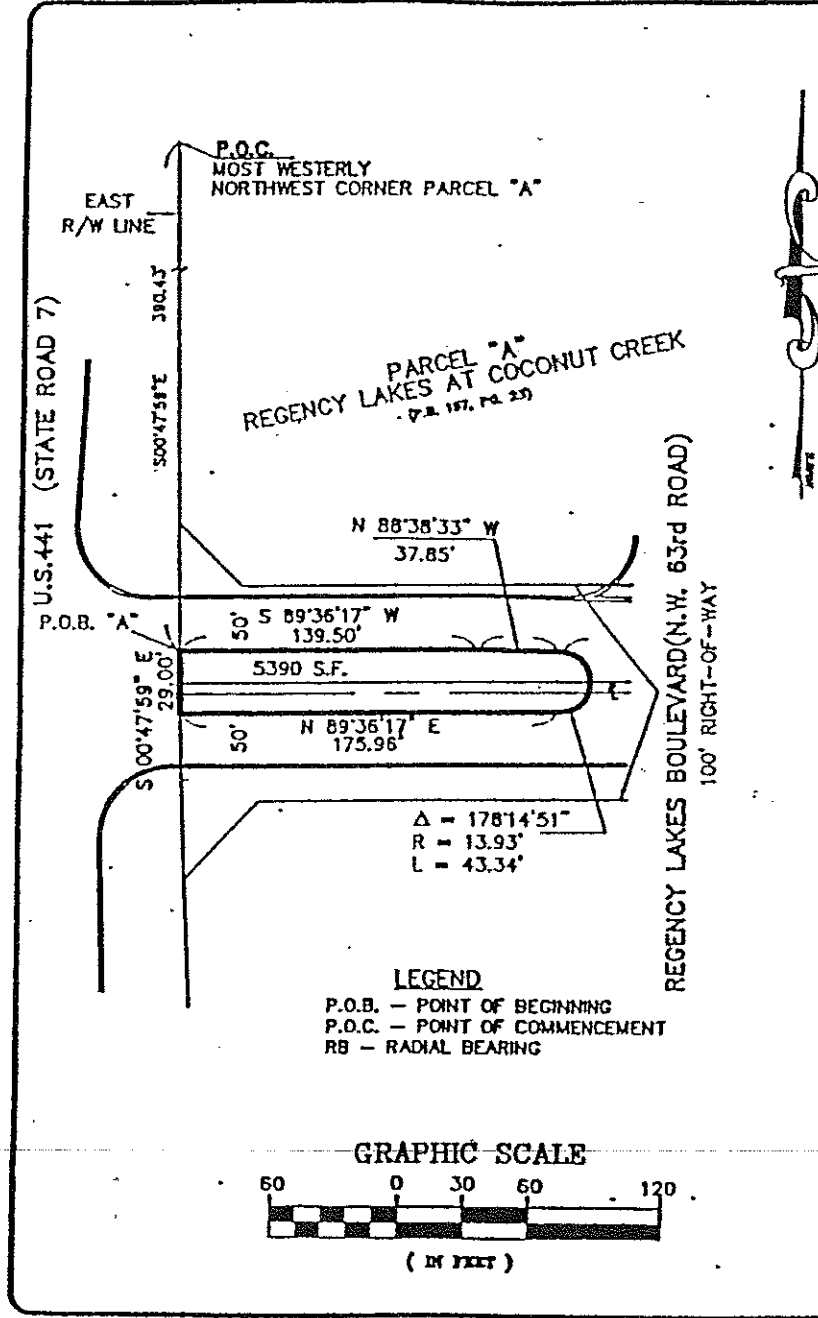 P.O.C.
MOST WESTERLY
NORTHWEST CORNER PARCEL "A"
EAST
R/W LINE
390.43'
S00°47'59"E
U.S.441 (STATE ROAD 7)
PARCEL "A"
REGENCY LAKES AT COCONUT CREEK
(P.B. 157, PG. 23)
N 88°38'33" W
37.85'
P.O.B. "A"
50'
S 89°36'17" W
139.50'
5390 S.F.
S 00°47'59" E
29.00'
50'
N 89°36'17" E
175.96'
Δ = 178°14'51"
R = 13.93'
L = 43.34'
REGENCY LAKES BOULEVARD(N.W. 63rd ROAD)
100' RIGHT-OF-WAY
LEGEND
P.O.B. – POINT OF BEGINNING
P.O.C. – POINT OF COMMENCEMENT
RB – RADIAL BEARING
GRAPHIC SCALE
60 0 30 60 120
( IN FEET )